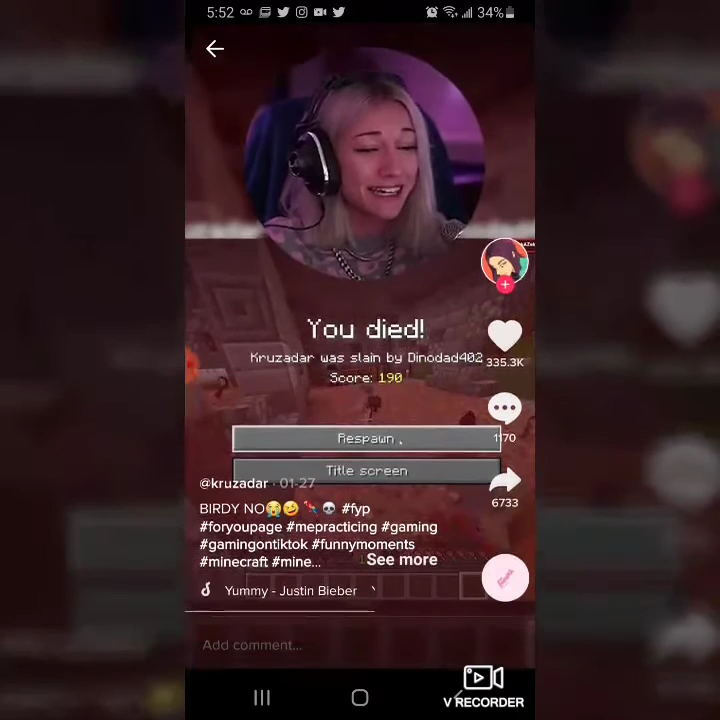 5:52
34%
You died!
Kruzadar was slain by Dinodad402
Score: 190
335.3K
Respawn
1170
Title screen
@kruzadar · 01-27
6733
BIRDY NO😭🤣 🦜💀 #fyp
#foryoupage #mepracticing #gaming
#gamingontiktok #funnymoments
#minecraft #mine... See more
Yummy - Justin Bieber
Add comment...
V RECORDER